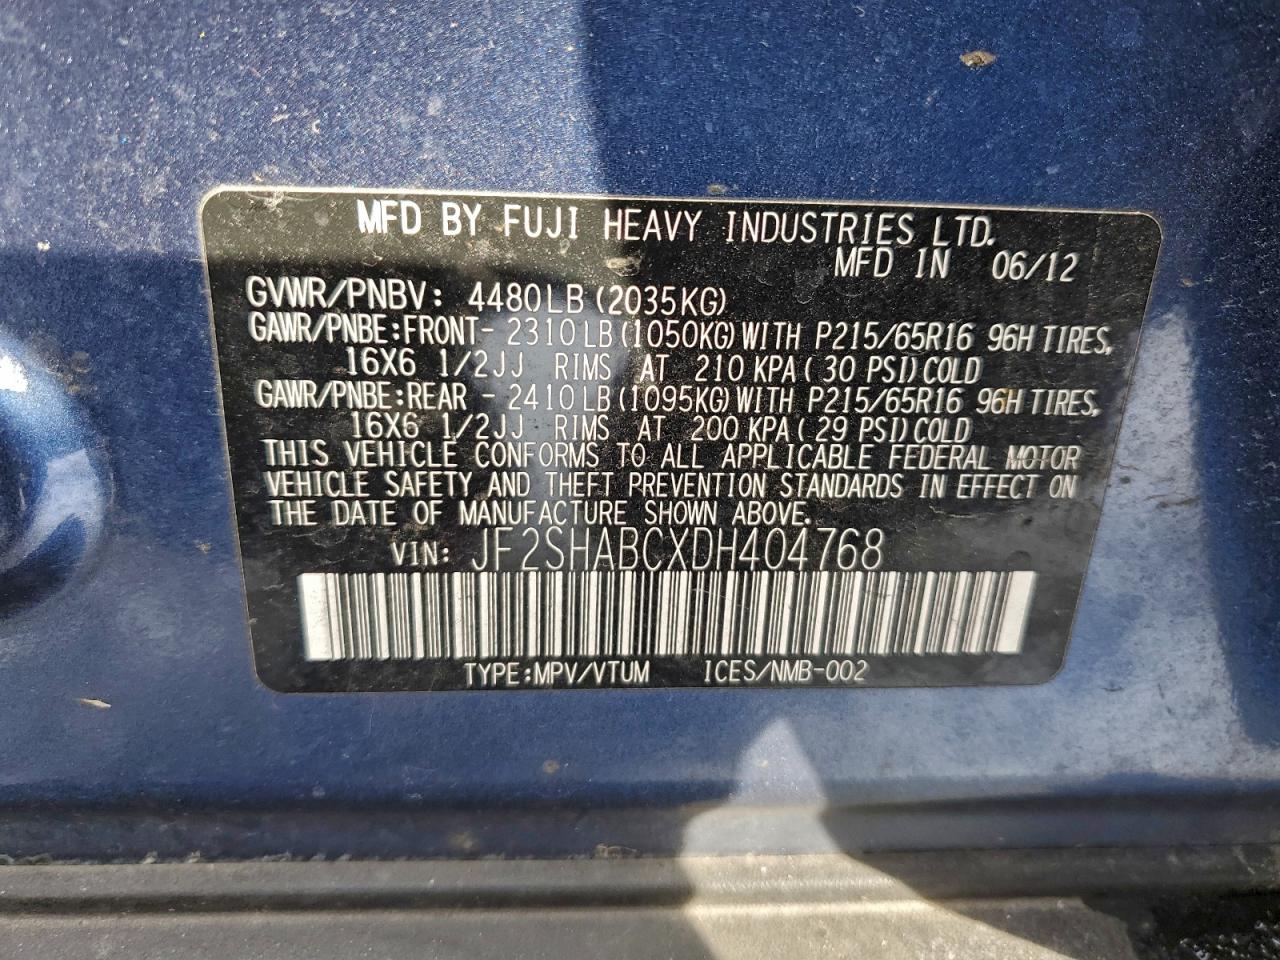 MFD BY FUJI HEAVY INDUSTRIES LTD.
MFD IN 06/12
GVWR/PNBV: 4480LB (2035KG)
GAWR/PNBE:FRONT- 2310LB(1050KG)WITH P215/65R16 96H TIRES,
16X6 1/2JJ RIMS AT 210 KPA( 30 PSI)COLD
GAWR/PNBE:REAR - 2410LB(1095KG)WITH P215/65R16 96H TIRES,
16X6 1/2JJ RIMS AT 200 KPA( 29 PSI)COLD
THIS VEHICLE CONFORMS TO ALL APPLICABLE FEDERAL MOTOR
VEHICLE SAFETY AND THEFT PREVENTION STANDARDS IN EFFECT ON
THE DATE OF MANUFACTURE SHOWN ABOVE.
VIN: JF2SHABCXDH404768
TYPE:MPV/VTUM ICES/NMB-002